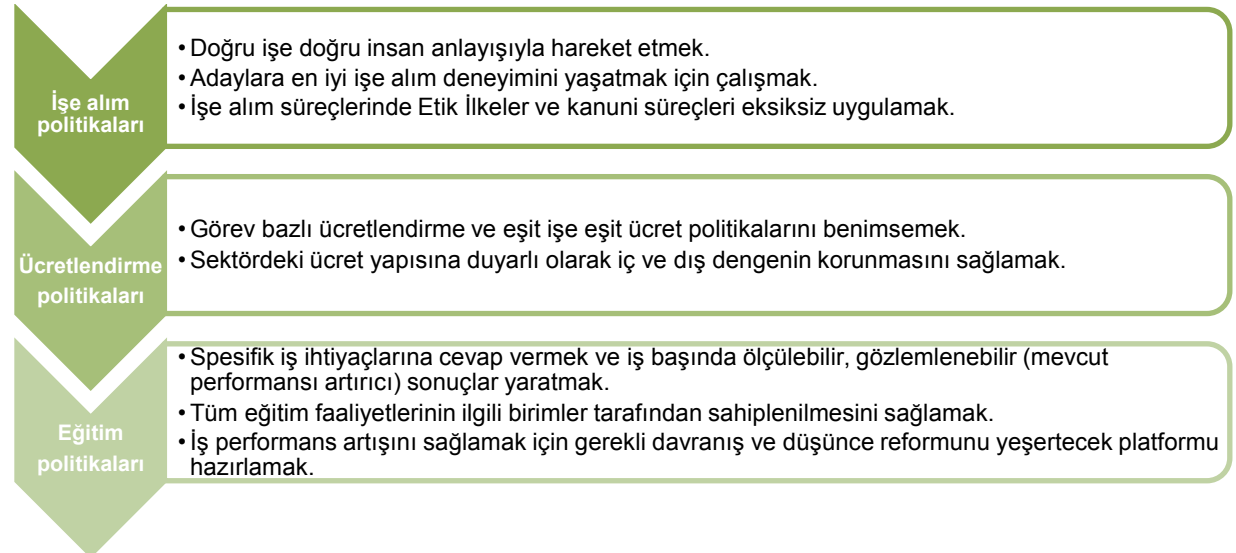 İşe alım
politikaları
• Doğru işe doğru insan anlayışıyla hareket etmek.
• Adaylara en iyi işe alım deneyimini yaşatmak için çalışmak.
• İşe alım süreçlerinde Etik İlkeler ve kanuni süreçleri eksiksiz uygulamak.
Ücretlendirme
politikaları
• Görev bazlı ücretlendirme ve eşit işe eşit ücret politikalarını benimsemek.
• Sektördeki ücret yapısına duyarlı olarak iç ve dış dengenin korunmasını sağlamak.
Eğitim
politikaları
• Spesifik iş ihtiyaçlarına cevap vermek ve iş başında ölçülebilir, gözlemlenebilir (mevcut
performansı artırıcı) sonuçlar yaratmak.
• Tüm eğitim faaliyetlerinin ilgili birimler tarafından sahiplenilmesini sağlamak.
• İş performans artışını sağlamak için gerekli davranış ve düşünce reformunu yeşertecek platformu
hazırlamak.